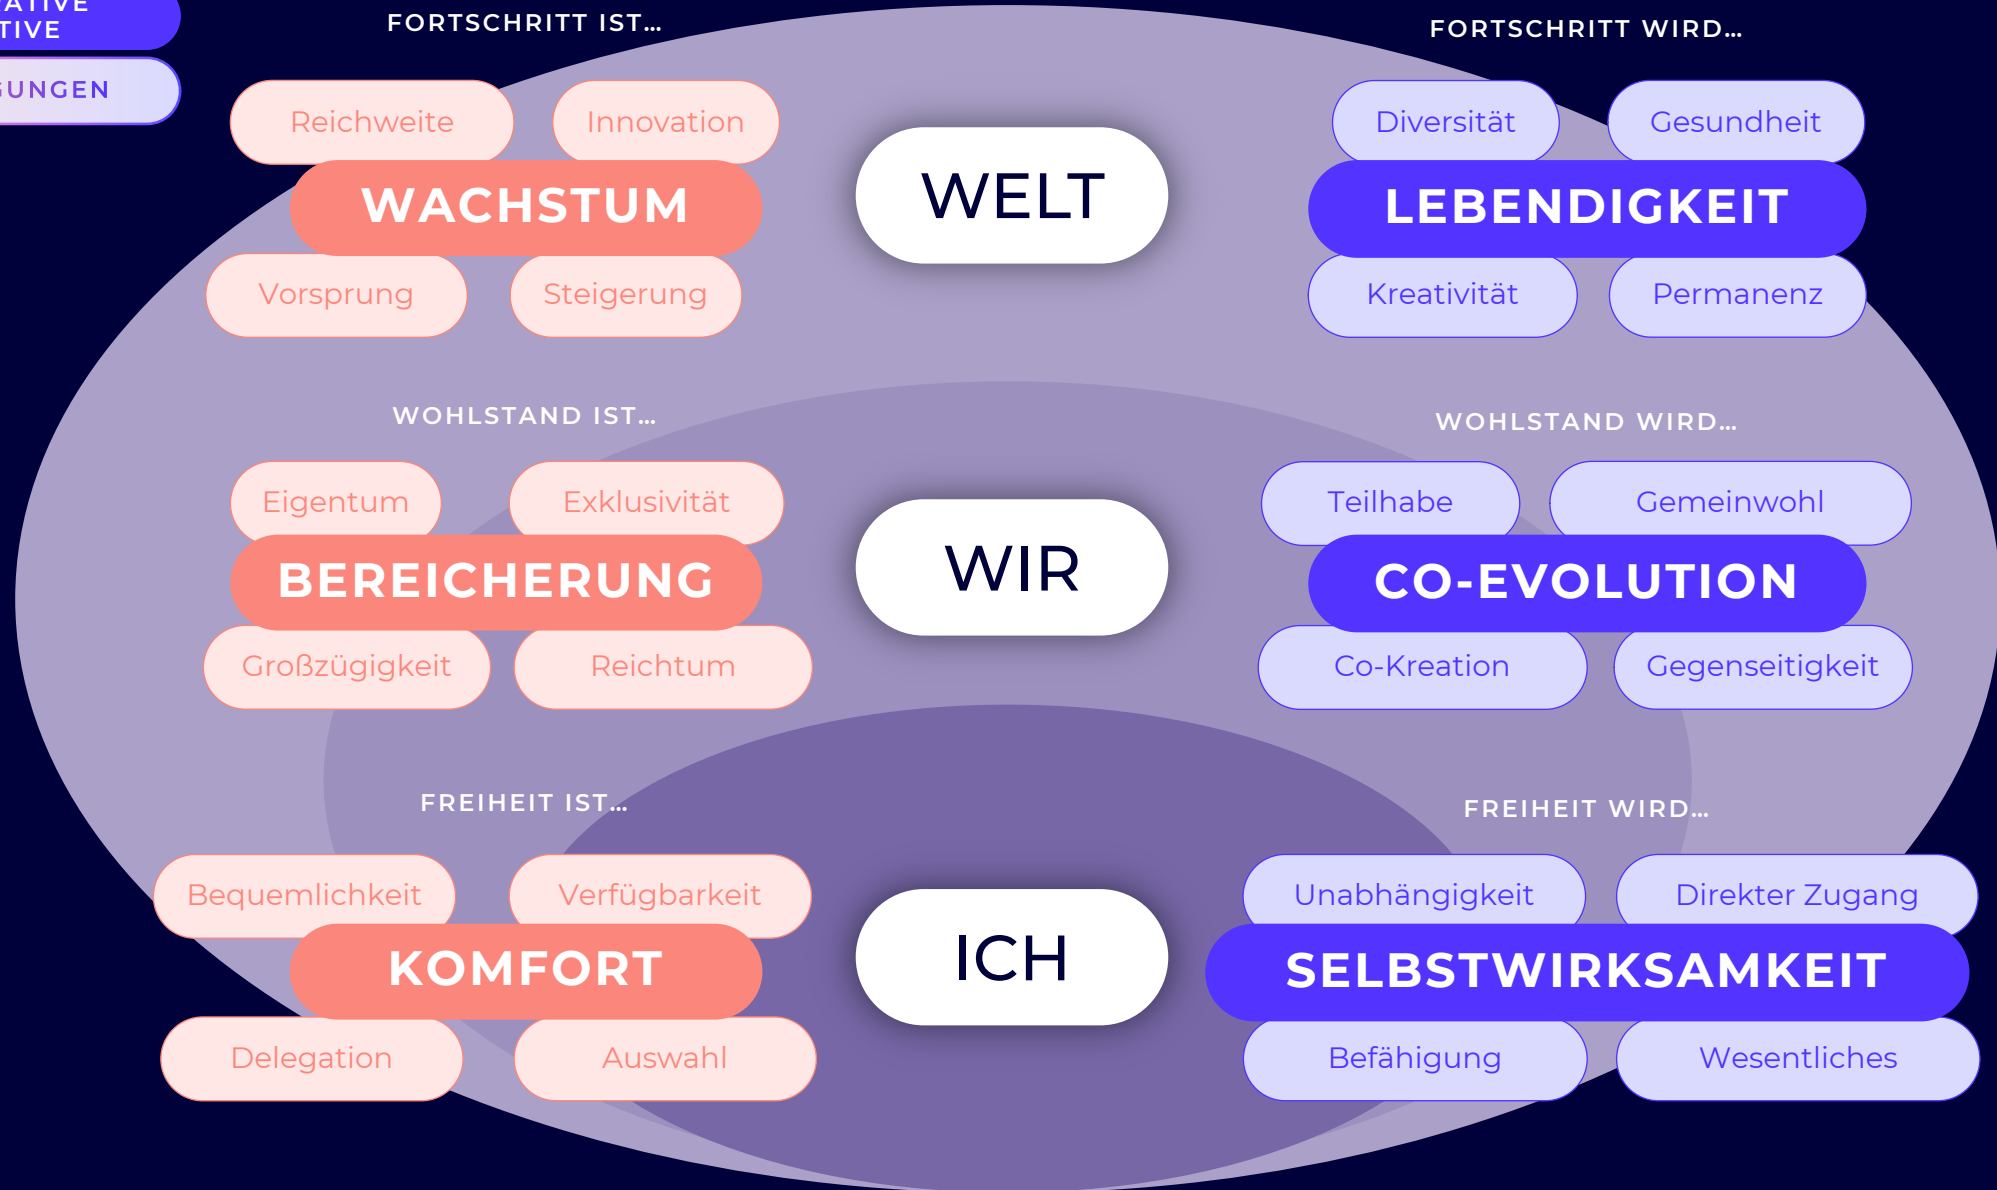 TIVE
GUNGEN
FORTSCHRITT IST…
Reichweite
Innovation
WACHSTUM
Vorsprung
Steigerung
WELT
FORTSCHRITT WIRD…
Diversität
Gesundheit
LEBENDIGKEIT
Kreativität
Permanenz
WOHLSTAND IST…
Eigentum
Exklusivität
BEREICHERUNG
Großzügigkeit
Reichtum
WIR
WOHLSTAND WIRD…
Teilhabe
Gemeinwohl
CO-EVOLUTION
Co-Kreation
Gegenseitigkeit
FREIHEIT IST…
Bequemlichkeit
Verfügbarkeit
KOMFORT
Delegation
Auswahl
ICH
FREIHEIT WIRD…
Unabhängigkeit
Direkter Zugang
SELBSTWIRKSAMKEIT
Befähigung
Wesentliches